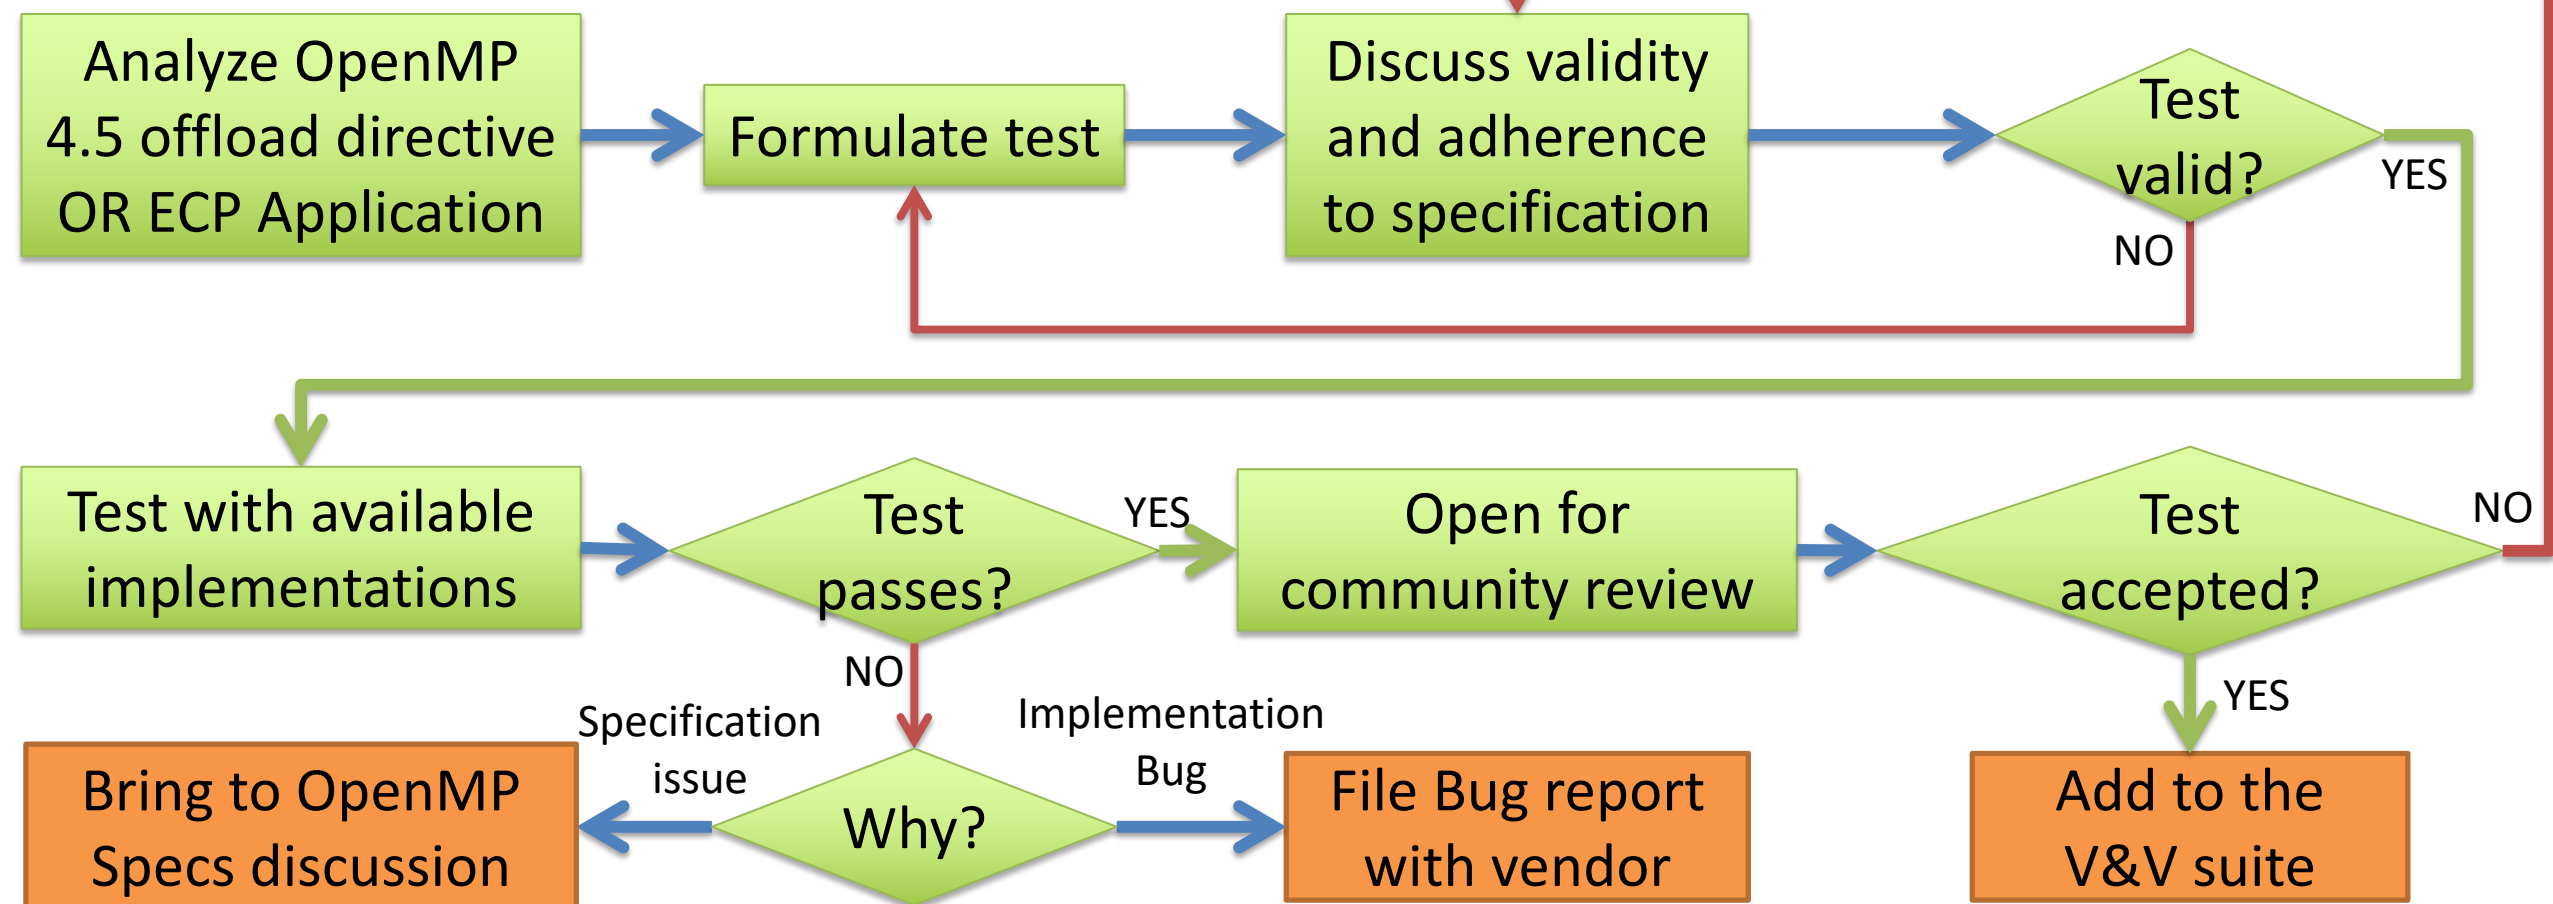 Analyze OpenMP
4.5 offload directive
OR ECP Application
Formulate test
Discuss validity
and adherence
to specification
Test
valid?
YES
NO
Test with available
implementations
Test
passes?
YES
Open for
community review
Test
accepted?
NO
NO
Specification
issue
Implementation
Bug
YES
Bring to OpenMP
Specs discussion
Why?
File Bug report
with vendor
Add to the
V&V suite